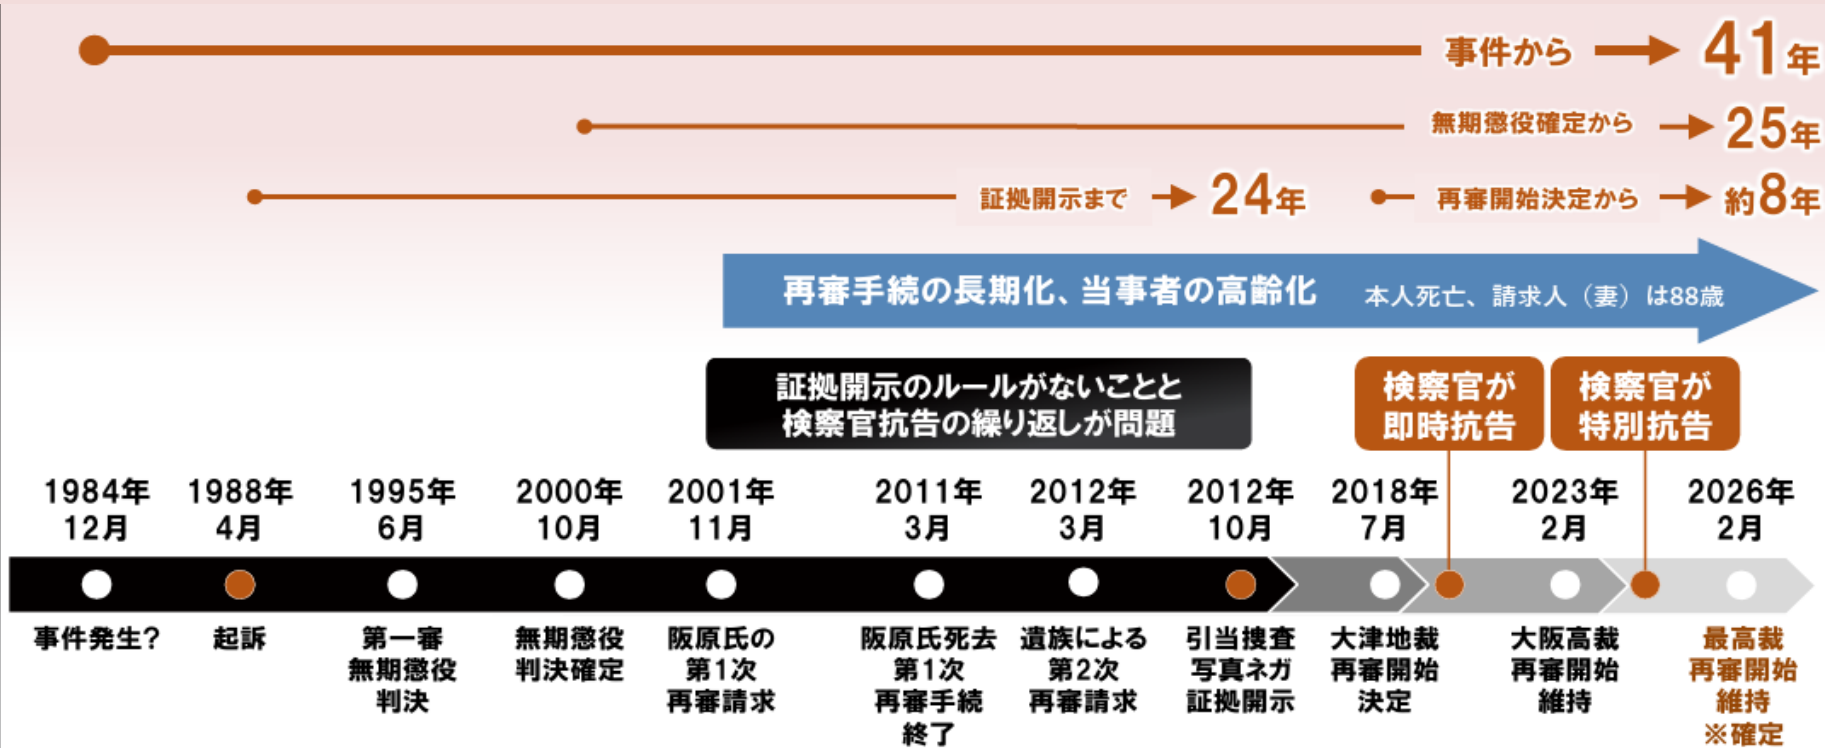 事件から 41年
無期懲役確定から 25年
証拠開示まで 24年
再審開始決定から 約8年
再審手続の長期化、当事者の高齢化 本人死亡、請求人（妻）は88歳
証拠開示のルールがないことと
検察官抗告の繰り返しが問題
検察官が
即時抗告
検察官が
特別抗告
1984年
12月
事件発生?
1988年
4月
起訴
1995年
6月
第一審
無期懲役
判決
2000年
10月
無期懲役
判決確定
2001年
11月
阪原氏の
第1次
再審請求
2011年
3月
阪原氏死去
第1次
再審手続
終了
2012年
3月
遺族による
第2次
再審請求
2012年
10月
引当捜査
写真ネガ
証拠開示
2018年
7月
大津地裁
再審開始
決定
2023年
2月
大阪高裁
再審開始
維持
2026年
2月
最高裁
再審開始
維持
※確定